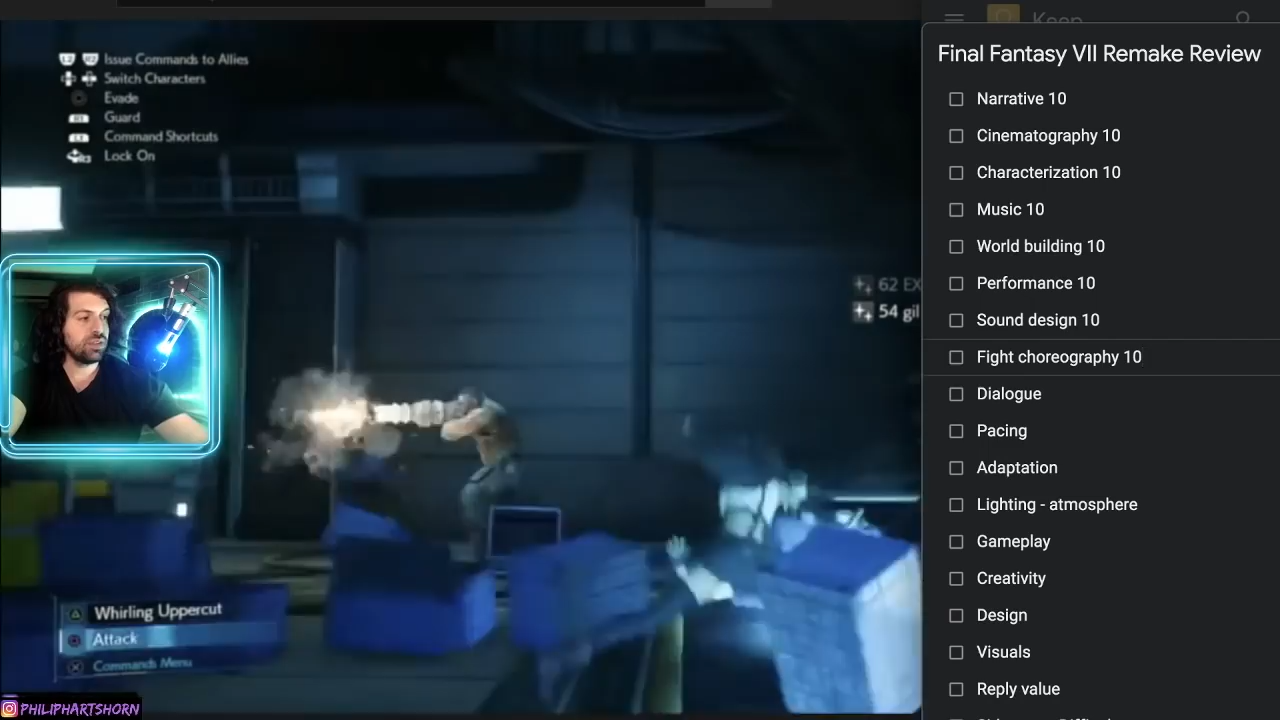 Keep
Final Fantasy VII Remake Review
Issue Commands to Allies
Switch Characters
Evade
Guard
Command Shortcuts
Lock On
62 EX
54 gil
Whirling Uppercut
Attack
Commands Menu
PHILIPHARTSHORN
Narrative 10
Cinematography 10
Characterization 10
Music 10
World building 10
Performance 10
Sound design 10
Fight choreography 10
Dialogue
Pacing
Adaptation
Lighting - atmosphere
Gameplay
Creativity
Design
Visuals
Reply value